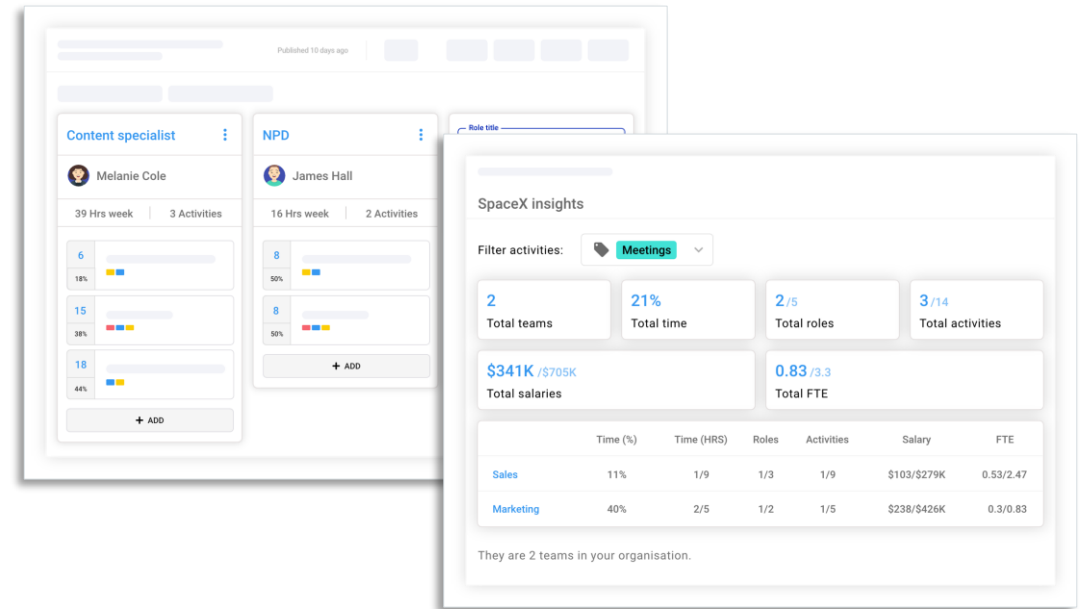 Published 10 days ago
Content specialist
Melanie Cole
39 Hrs week 3 Activities
6
18%
15
38%
18
44%
+ ADD
NPD
James Hall
16 Hrs week 2 Activities
8
50%
8
50%
+ ADD
Role title
SpaceX insights
Filter activities: Meetings
2
Total teams
21%
Total time
2/5
Total roles
3/14
Total activities
$341K /$705K
Total salaries
0.83/3.3
Total FTE
Time (%) Time (HRS) Roles Activities Salary FTE
Sales 11% 1/9 1/3 1/9 $103/$279K 0.53/2.47
Marketing 40% 2/5 1/2 1/5 $238/$426K 0.3/0.83
They are 2 teams in your organisation.